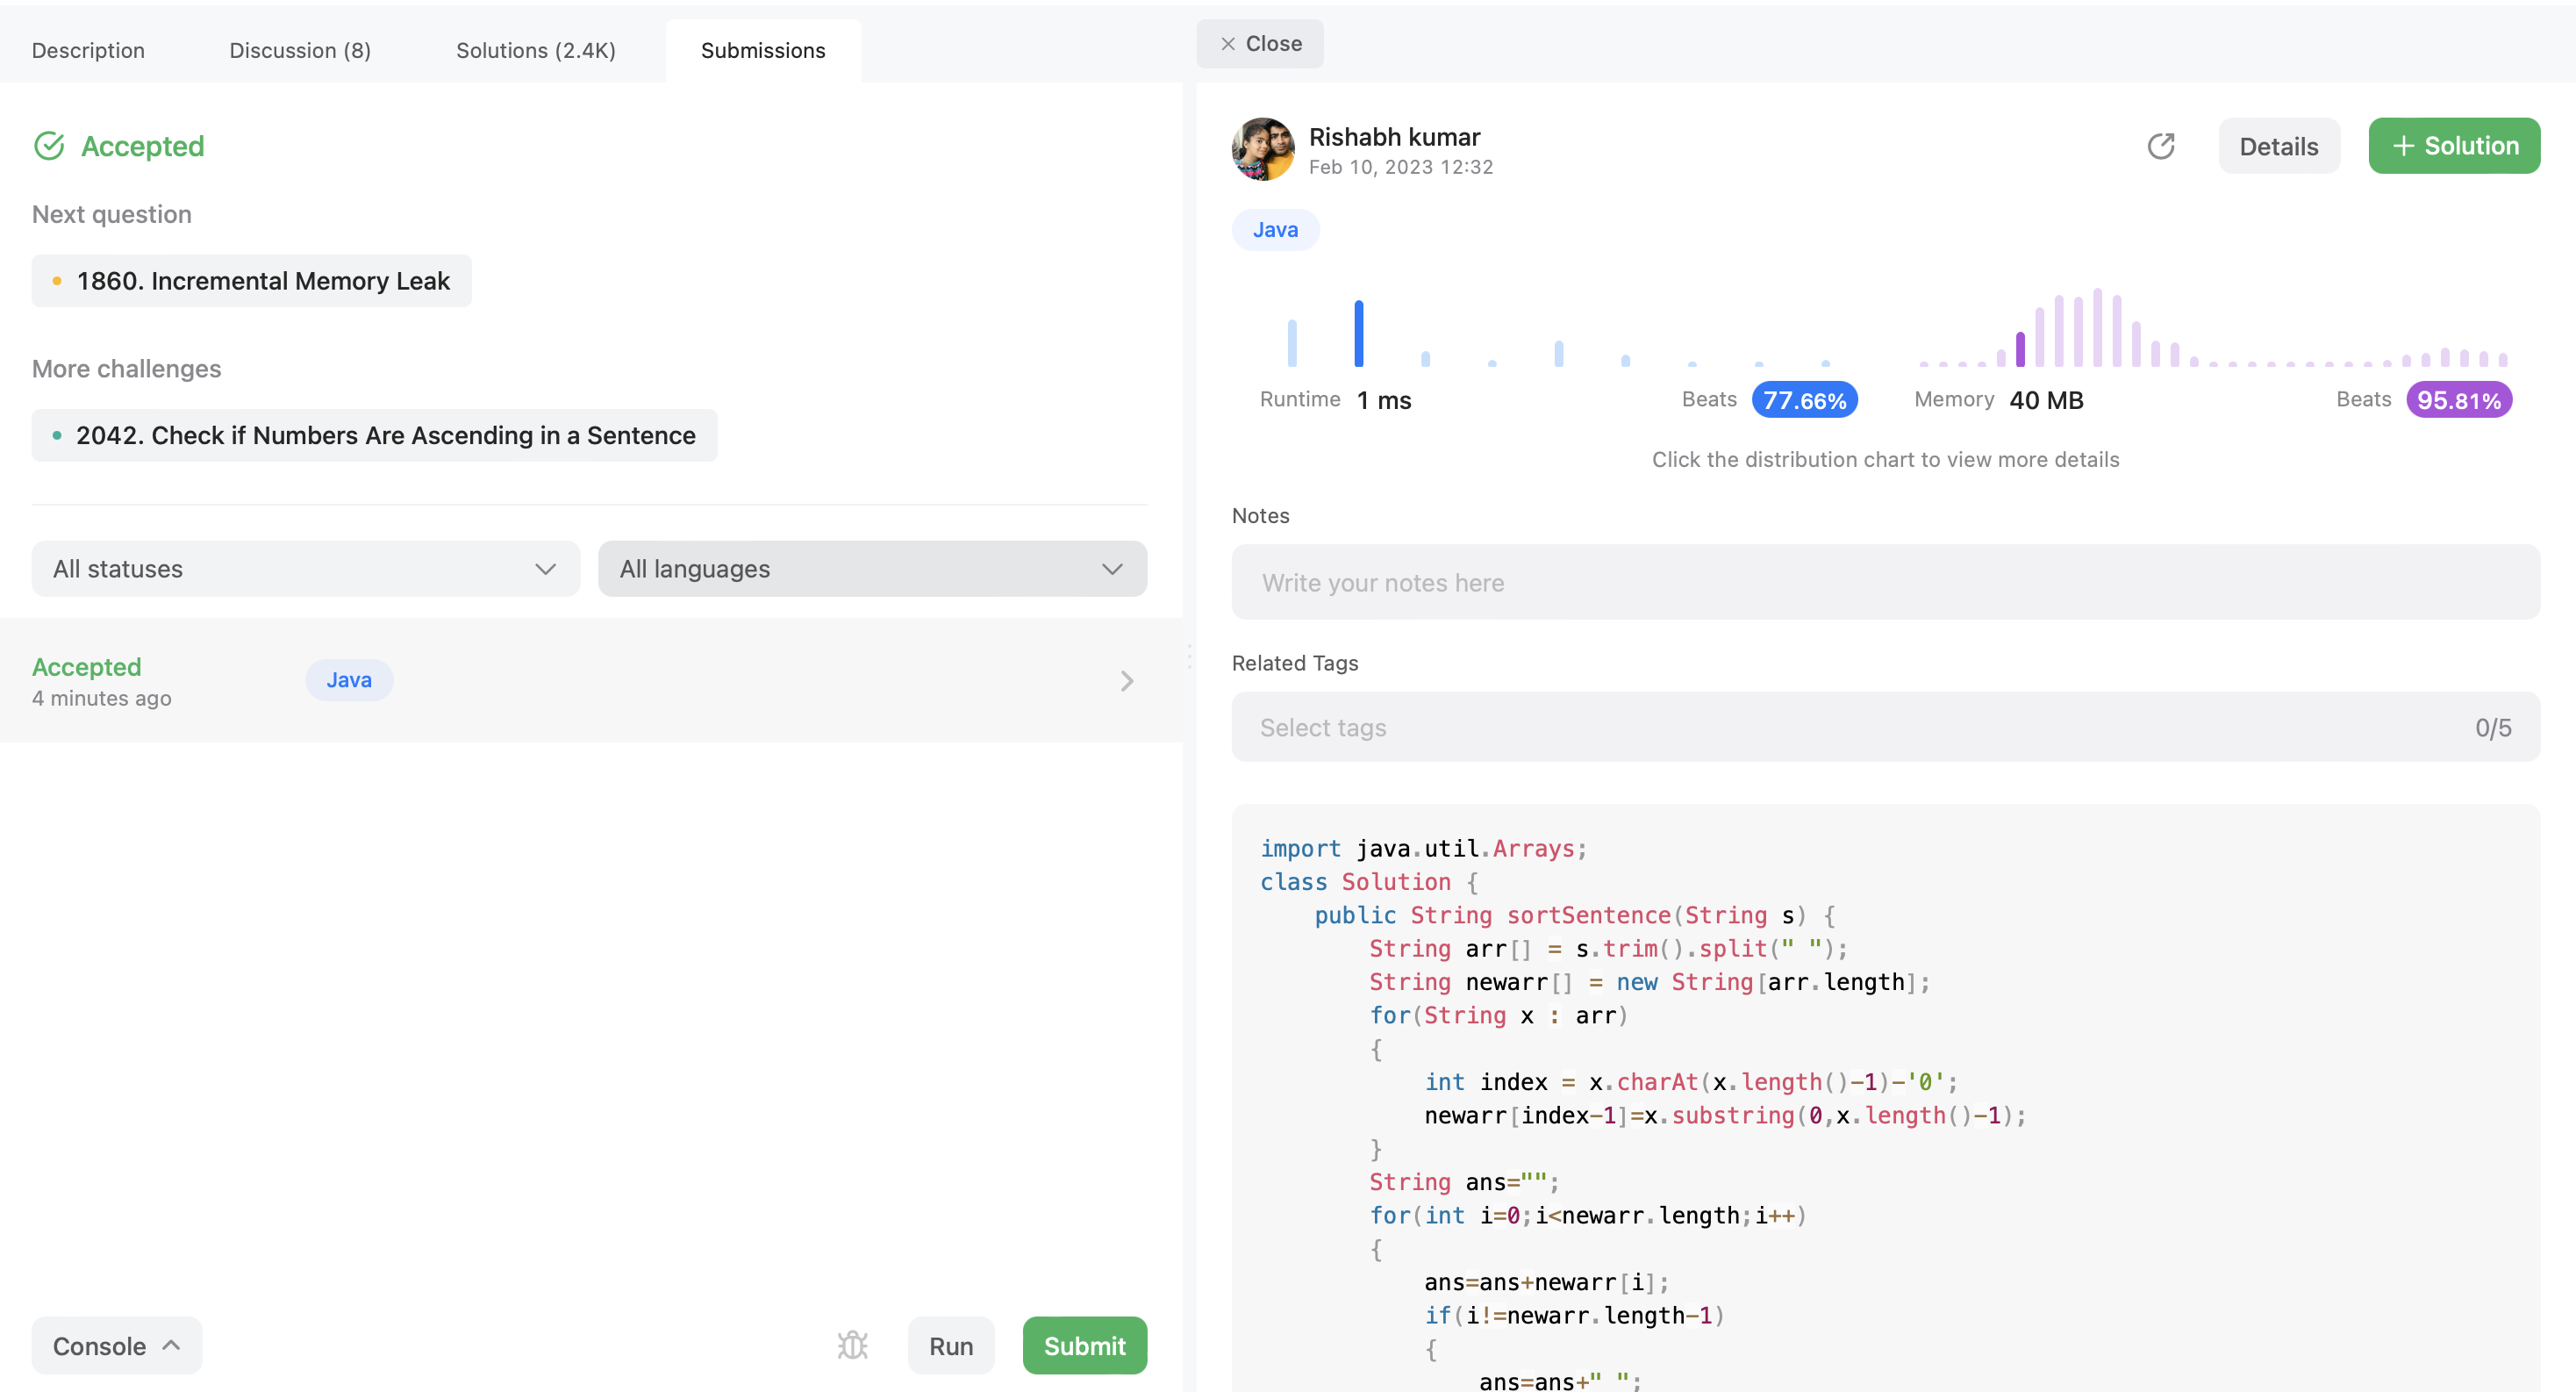 Description Discussion (8) Solutions (2.4K) Submissions
Accepted
Next question
1860. Incremental Memory Leak
More challenges
2042. Check if Numbers Are Ascending in a Sentence
All statuses All languages
Accepted
4 minutes ago
Java
Console Run Submit
Close
Rishabh kumar
Feb 10, 2023 12:32
Details + Solution
Java
Runtime 1 ms Beats 77.66% Memory 40 MB Beats 95.81%
Click the distribution chart to view more details
Notes
Write your notes here
Related Tags
Select tags 0/5
import java.util.Arrays;
class Solution {
    public String sortSentence(String s) {
        String arr[] = s.trim().split(" ");
        String newarr[] = new String[arr.length];
        for(String x : arr)
        {
            int index = x.charAt(x.length()-1)-'0';
            newarr[index-1]=x.substring(0,x.length()-1);
        }
        String ans="";
        for(int i=0;i<newarr.length;i++)
        {
            ans=ans+newarr[i];
            if(i!=newarr.length-1)
            {
                ans=ans+" ";